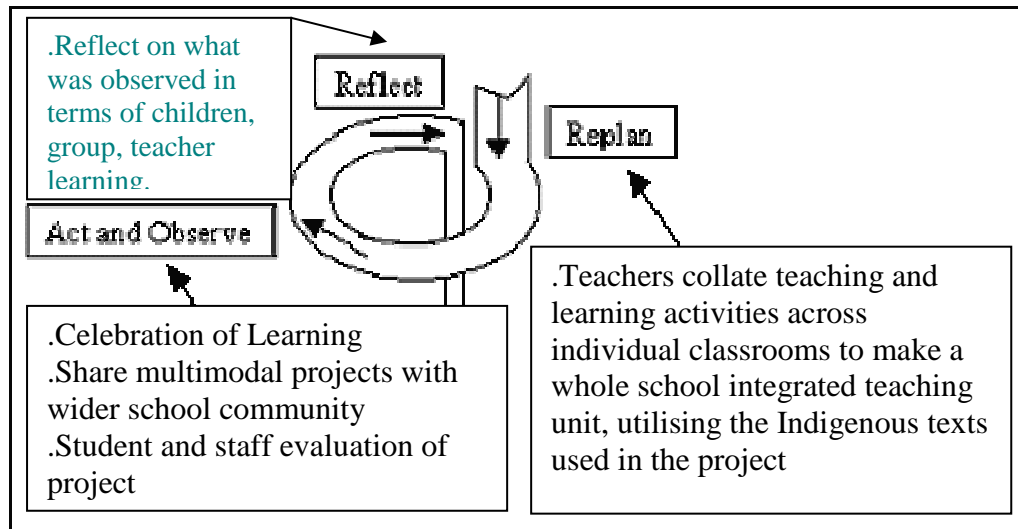 .Reflect on what
was observed in
terms of children,
group, teacher
learning.
Reflect
Replan
Act and Observe
.Celebration of Learning
.Share multimodal projects with
wider school community
.Student and staff evaluation of
project
.Teachers collate teaching and
learning activities across
individual classrooms to make a
whole school integrated teaching
unit, utilising the Indigenous texts
used in the project